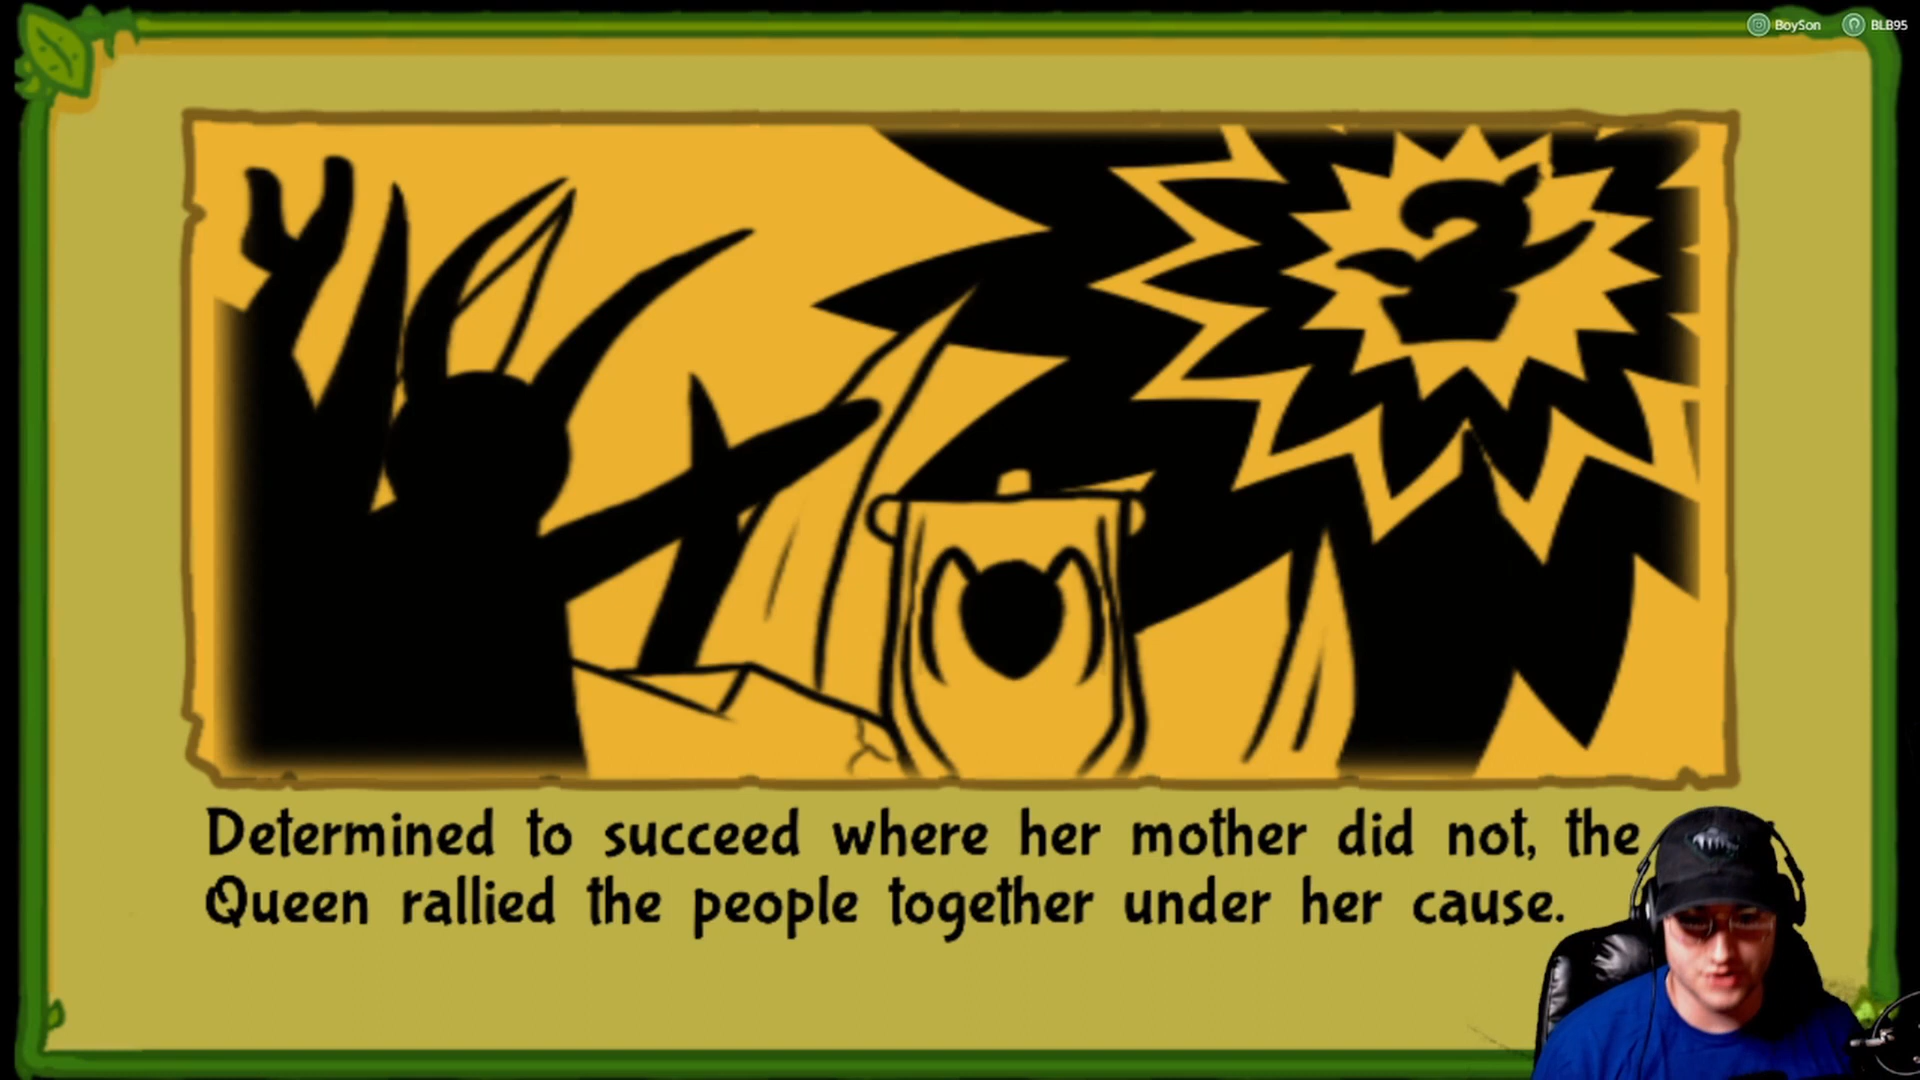 BoySon BLB95
Determined to succeed where her mother did not, the
Queen rallied the people together under her cause.